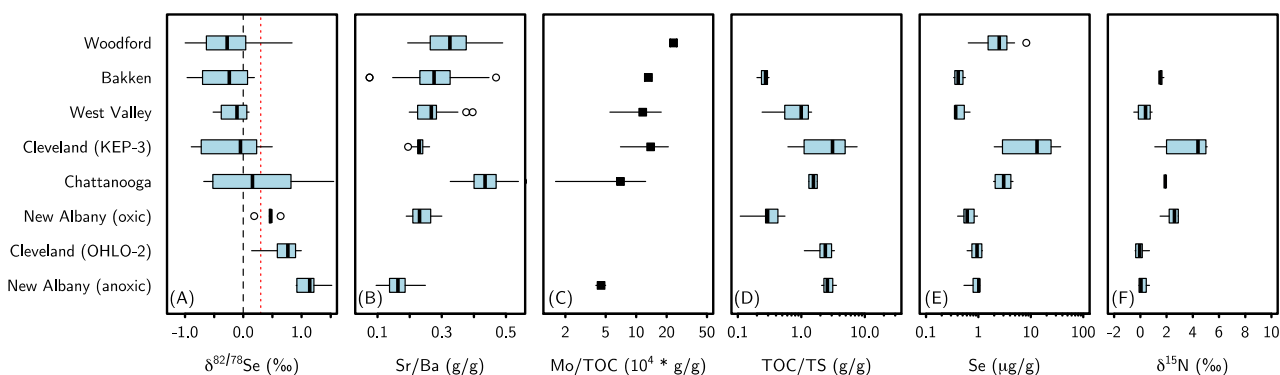 Woodford
Bakken
West Valley
Cleveland (KEP-3)
Chattanooga
New Albany (oxic)
Cleveland (OHLO-2)
New Albany (anoxic)
(A) (B) (C) (D) (E) (F)
-1.0 0.0 1.0 0.1 0.3 0.5 2 5 10 20 50 0.1 1.0 10.0 0.1 1 10 100 -2 0 2 4 6 8 10
δ⁸²/⁷⁸Se (‰) Sr/Ba (g/g) Mo/TOC (10⁴ * g/g) TOC/TS (g/g) Se (µg/g) δ¹⁵N (‰)